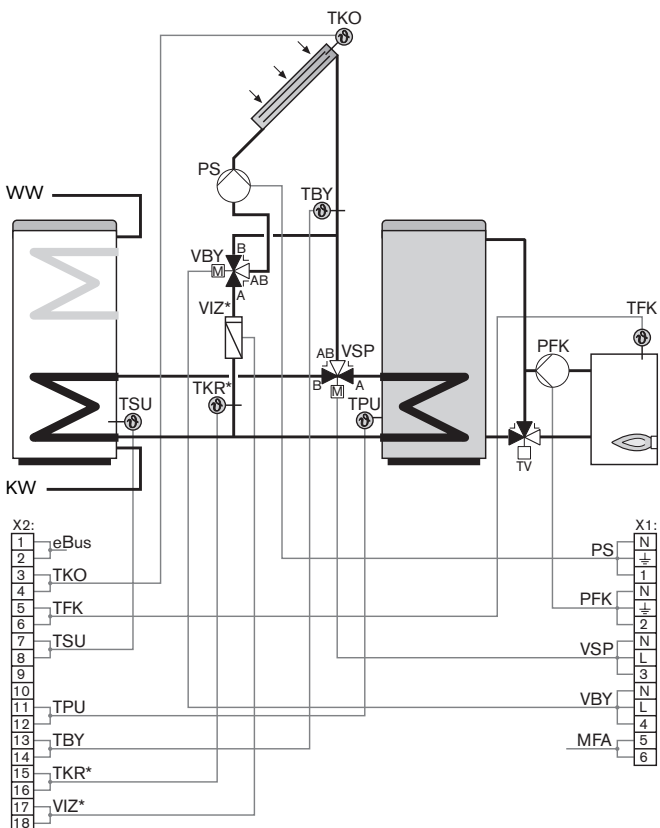 TKO
PS
WW
TBY
B
VBY
M
AB
A
TFK
VIZ*
AB
VSP
PFK
B
A
M
TKR*
TSU
TPU
TV
KW
X2:
1
2
eBus
3
4
TKO
5
6
TFK
7
8
TSU
9
10
11
12
TPU
13
14
TBY
15
16
TKR*
17
18
VIZ*
X1:
PS
N
1
PFK
N
2
VSP
N
L
3
VBY
N
L
4
MFA
5
6